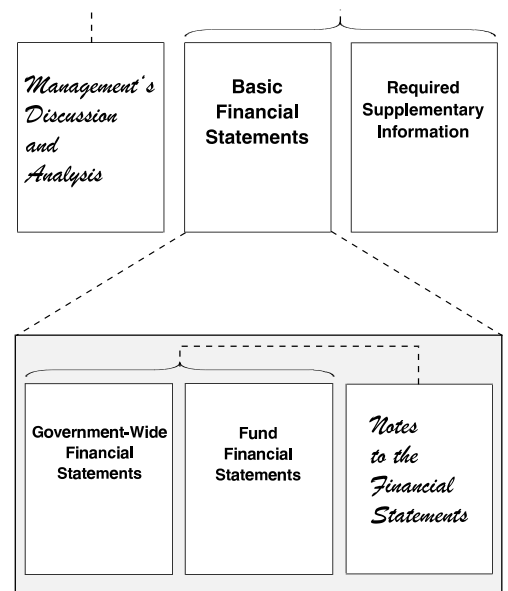 Management's
Discussion
and
Analysis
Basic
Financial
Statements
Required
Supplementary
Information
Government-Wide
Financial
Statements
Fund
Financial
Statements
Notes
to the
Financial
Statements